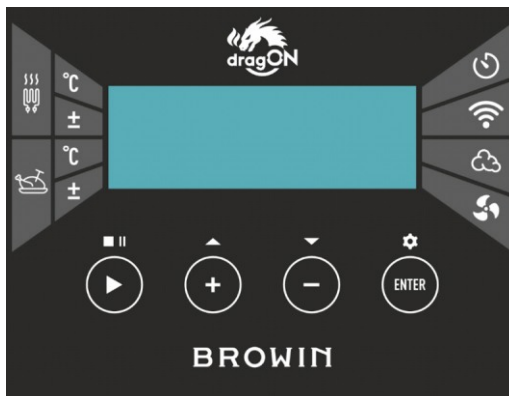 dragON
°C
±
°C
±
+
−
ENTER
BROWIN